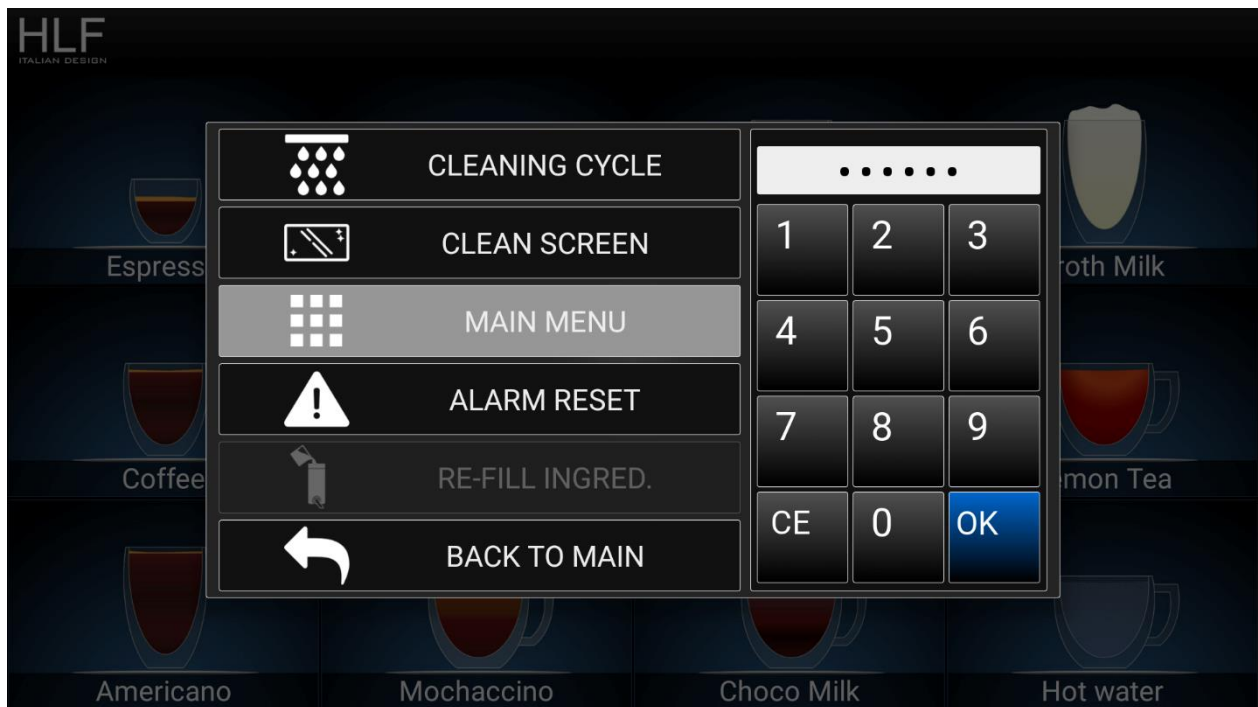 HLF
ITALIAN DESIGN
CLEANING CYCLE
CLEAN SCREEN
MAIN MENU
ALARM RESET
RE-FILL INGRED.
BACK TO MAIN
••••••
1 2 3
4 5 6
7 8 9
CE 0 OK
Espress
roth Milk
Coffee
emon Tea
Americano
Mochaccino
Choco Milk
Hot water